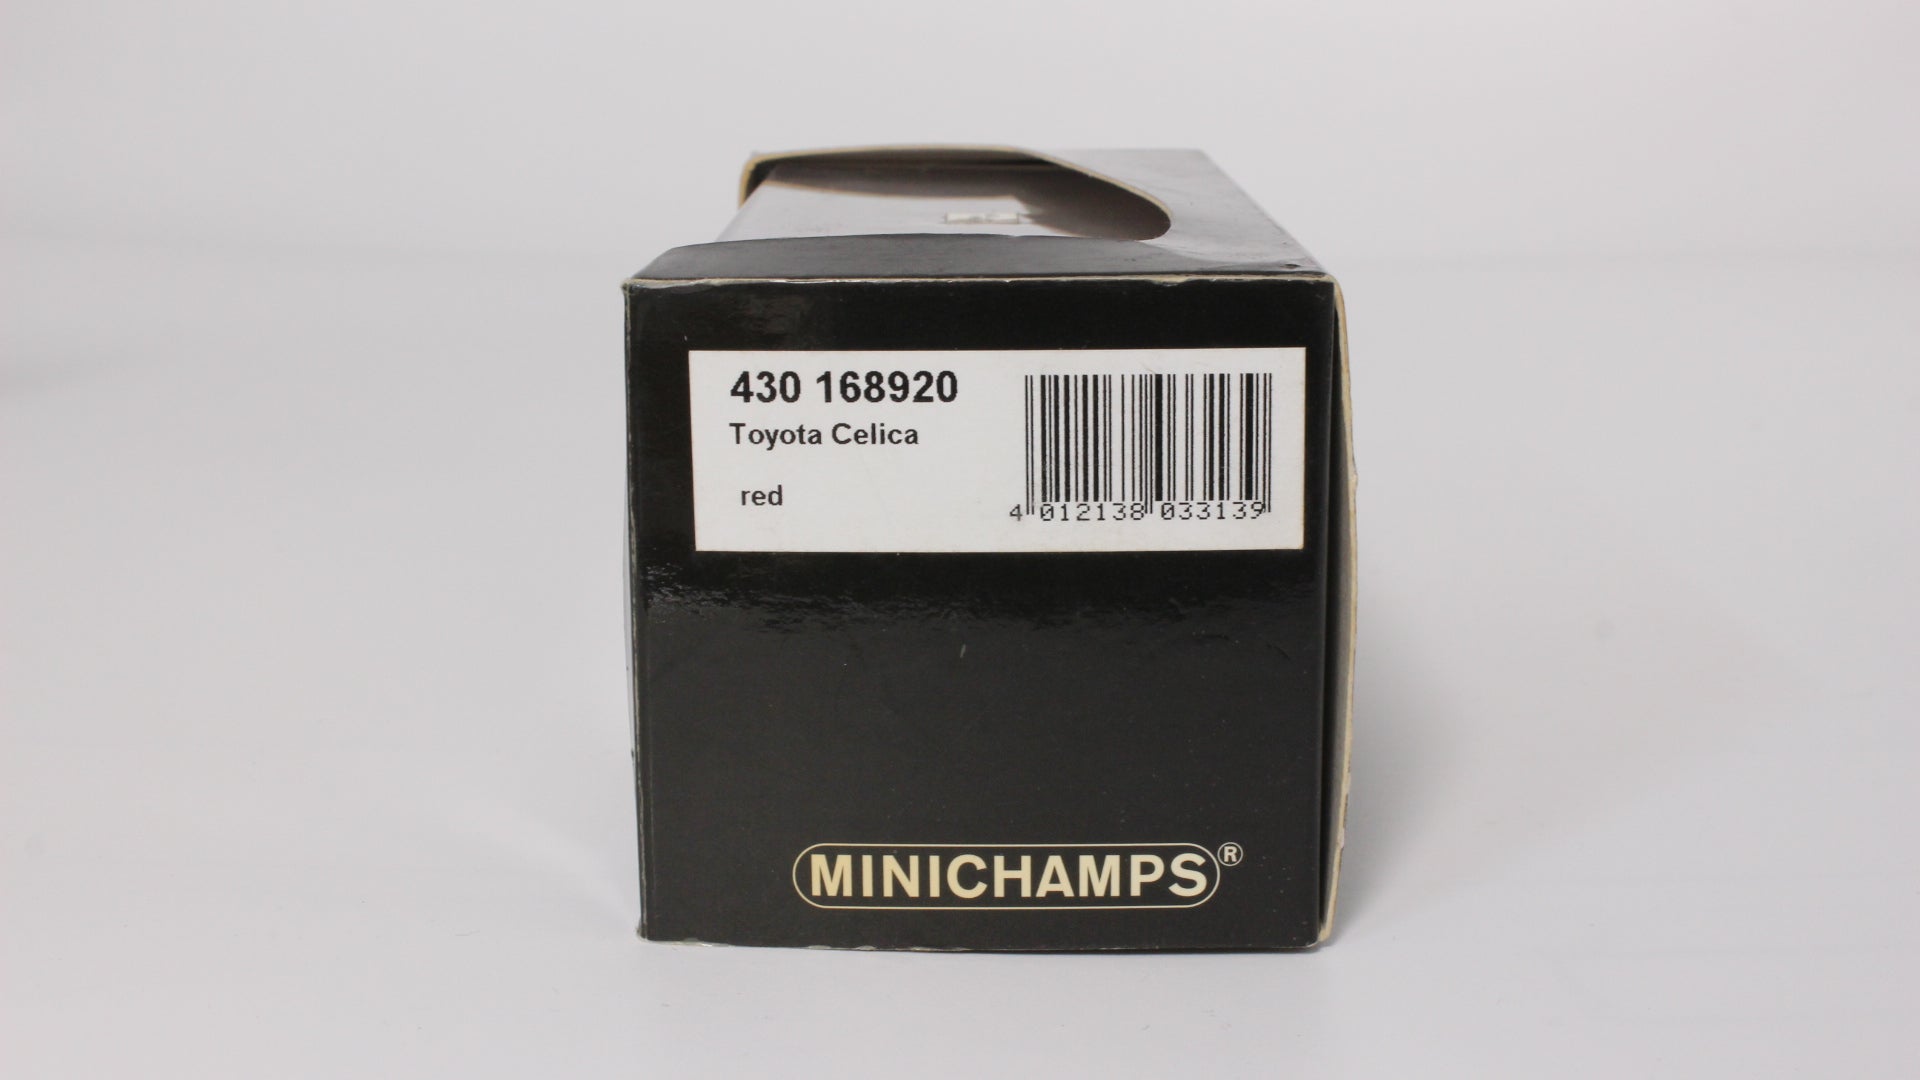 430 168920
Toyota Celica
red
4 012138 033139
MINICHAMPS®